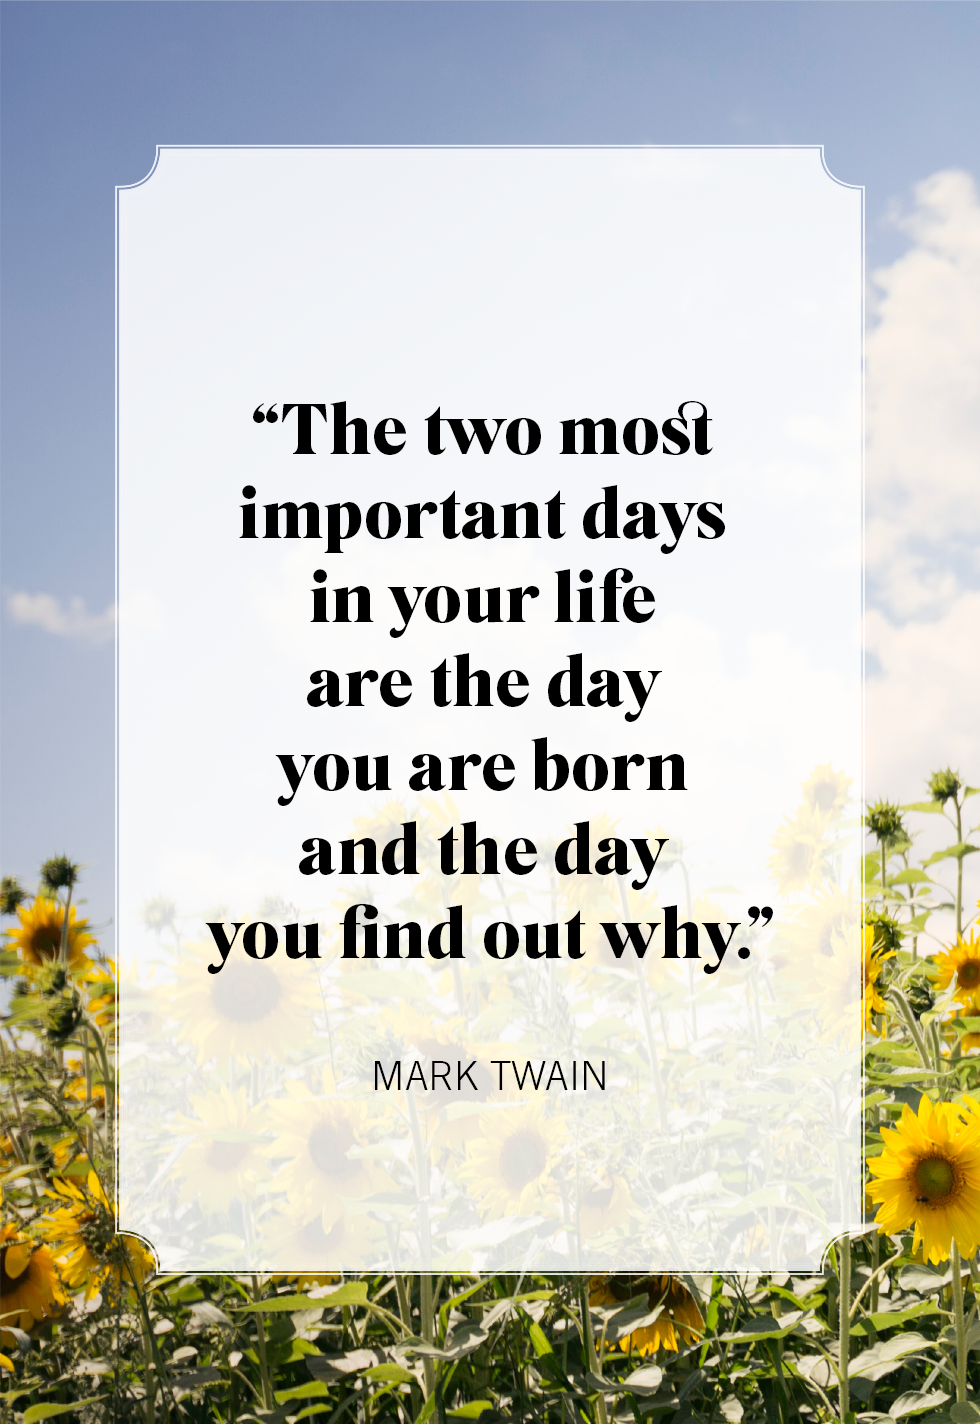 “The two most
important days
in your life
are the day
you are born
and the day
you find out why.”
MARK TWAIN